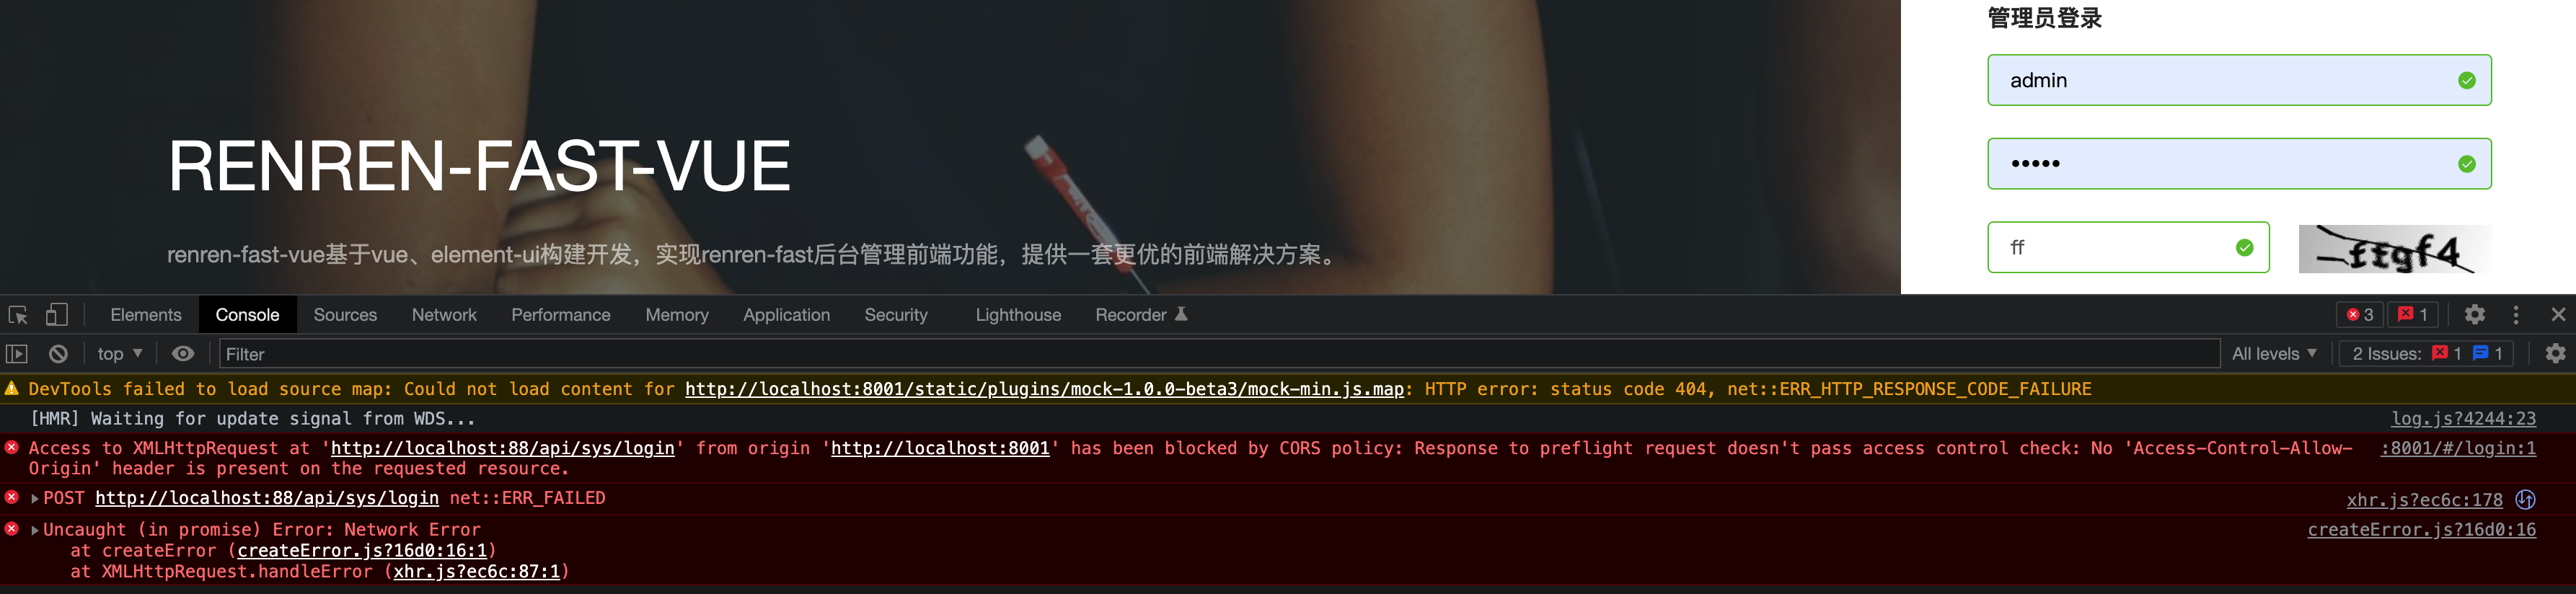 管理员登录
admin
RENREN-FAST-VUE
renren-fast-vue基于vue、element-ui构建开发，实现renren-fast后台管理前端功能，提供一套更优的前端解决方案。
ff
ftgf4
Elements Console Sources Network Performance Memory Application Security Lighthouse Recorder 3 1
top Filter All levels 2 Issues: 1 1
DevTools failed to load source map: Could not load content for http://localhost:8001/static/plugins/mock-1.0.0-beta3/mock-min.js.map: HTTP error: status code 404, net::ERR_HTTP_RESPONSE_CODE_FAILURE
[HMR] Waiting for update signal from WDS... log.js?4244:23
Access to XMLHttpRequest at 'http://localhost:88/api/sys/login' from origin 'http://localhost:8001' has been blocked by CORS policy: Response to preflight request doesn't pass access control check: No 'Access-Control-Allow- :8001/#/login:1
Origin' header is present on the requested resource.
POST http://localhost:88/api/sys/login net::ERR_FAILED xhr.js?ec6c:178
Uncaught (in promise) Error: Network Error createError.js?16d0:16
at createError (createError.js?16d0:16:1)
at XMLHttpRequest.handleError (xhr.js?ec6c:87:1)